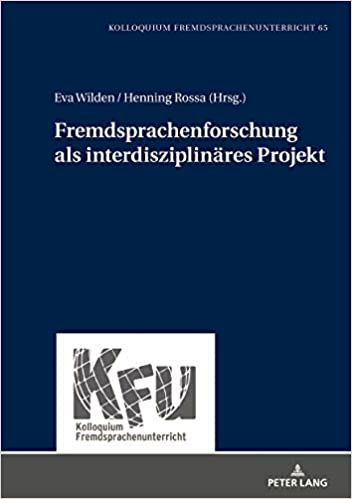 KOLLOQUIUM FREMDSPRACHENUNTERRICHT 65
Eva Wilden / Henning Rossa (Hrsg.)
Fremdsprachenforschung
als interdisziplinäres Projekt
KFU
Kolloquium
Fremdsprachenunterricht
PETER LANG